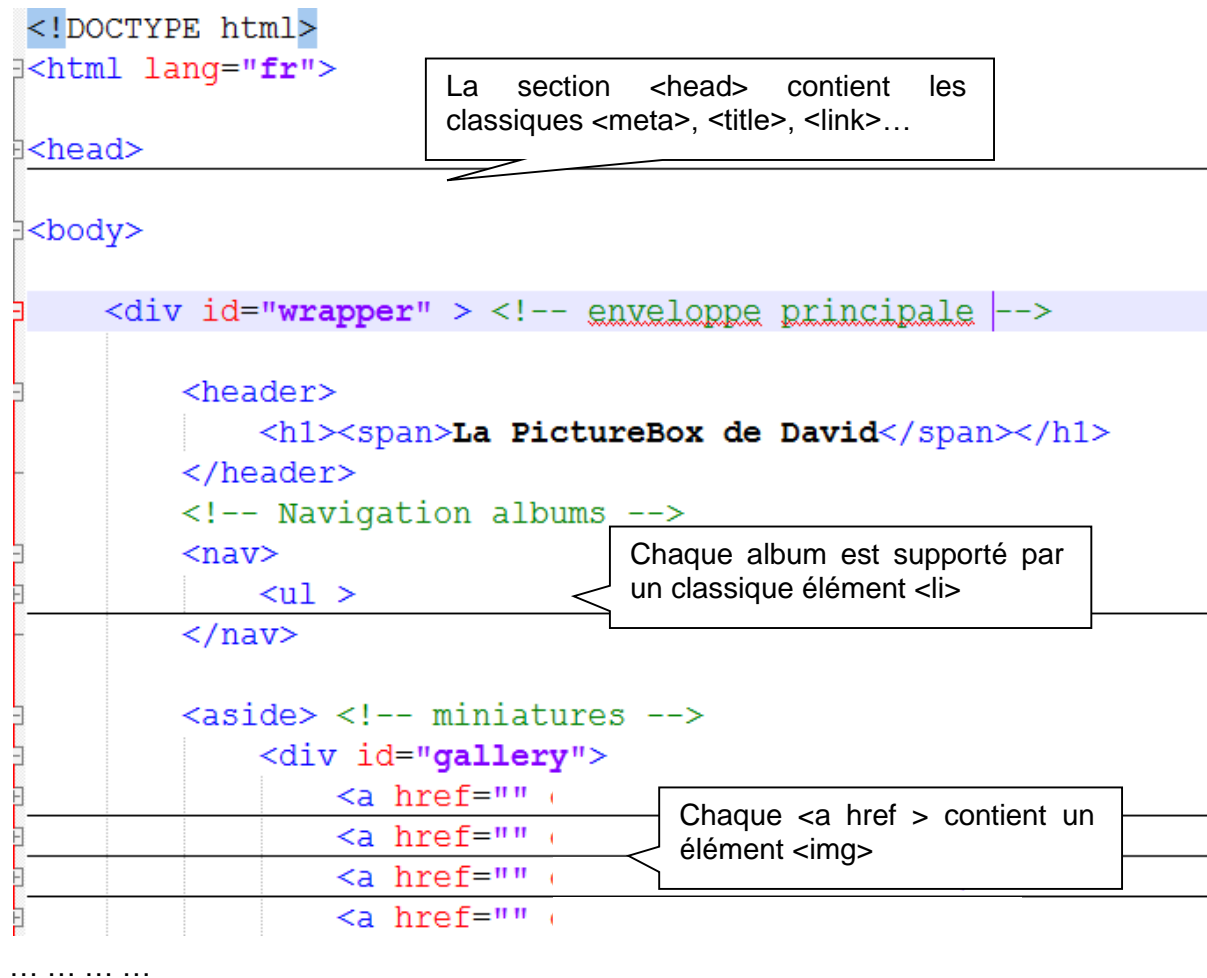 <!DOCTYPE html>
<html lang="fr">
La section <head> contient les
classiques <meta>, <title>, <link>…
<head>
<body>
<div id="wrapper" > <!-- enveloppe principale -->
<header>
<h1><span>La PictureBox de David</span></h1>
</header>
<!-- Navigation albums -->
<nav>
Chaque album est supporté par
un classique élément <li>
<ul >
</nav>
<aside> <!-- miniatures -->
<div id="gallery">
<a href=""
Chaque <a href > contient un
élément <img>
<a href=""
<a href=""
<a href=""
… … … …